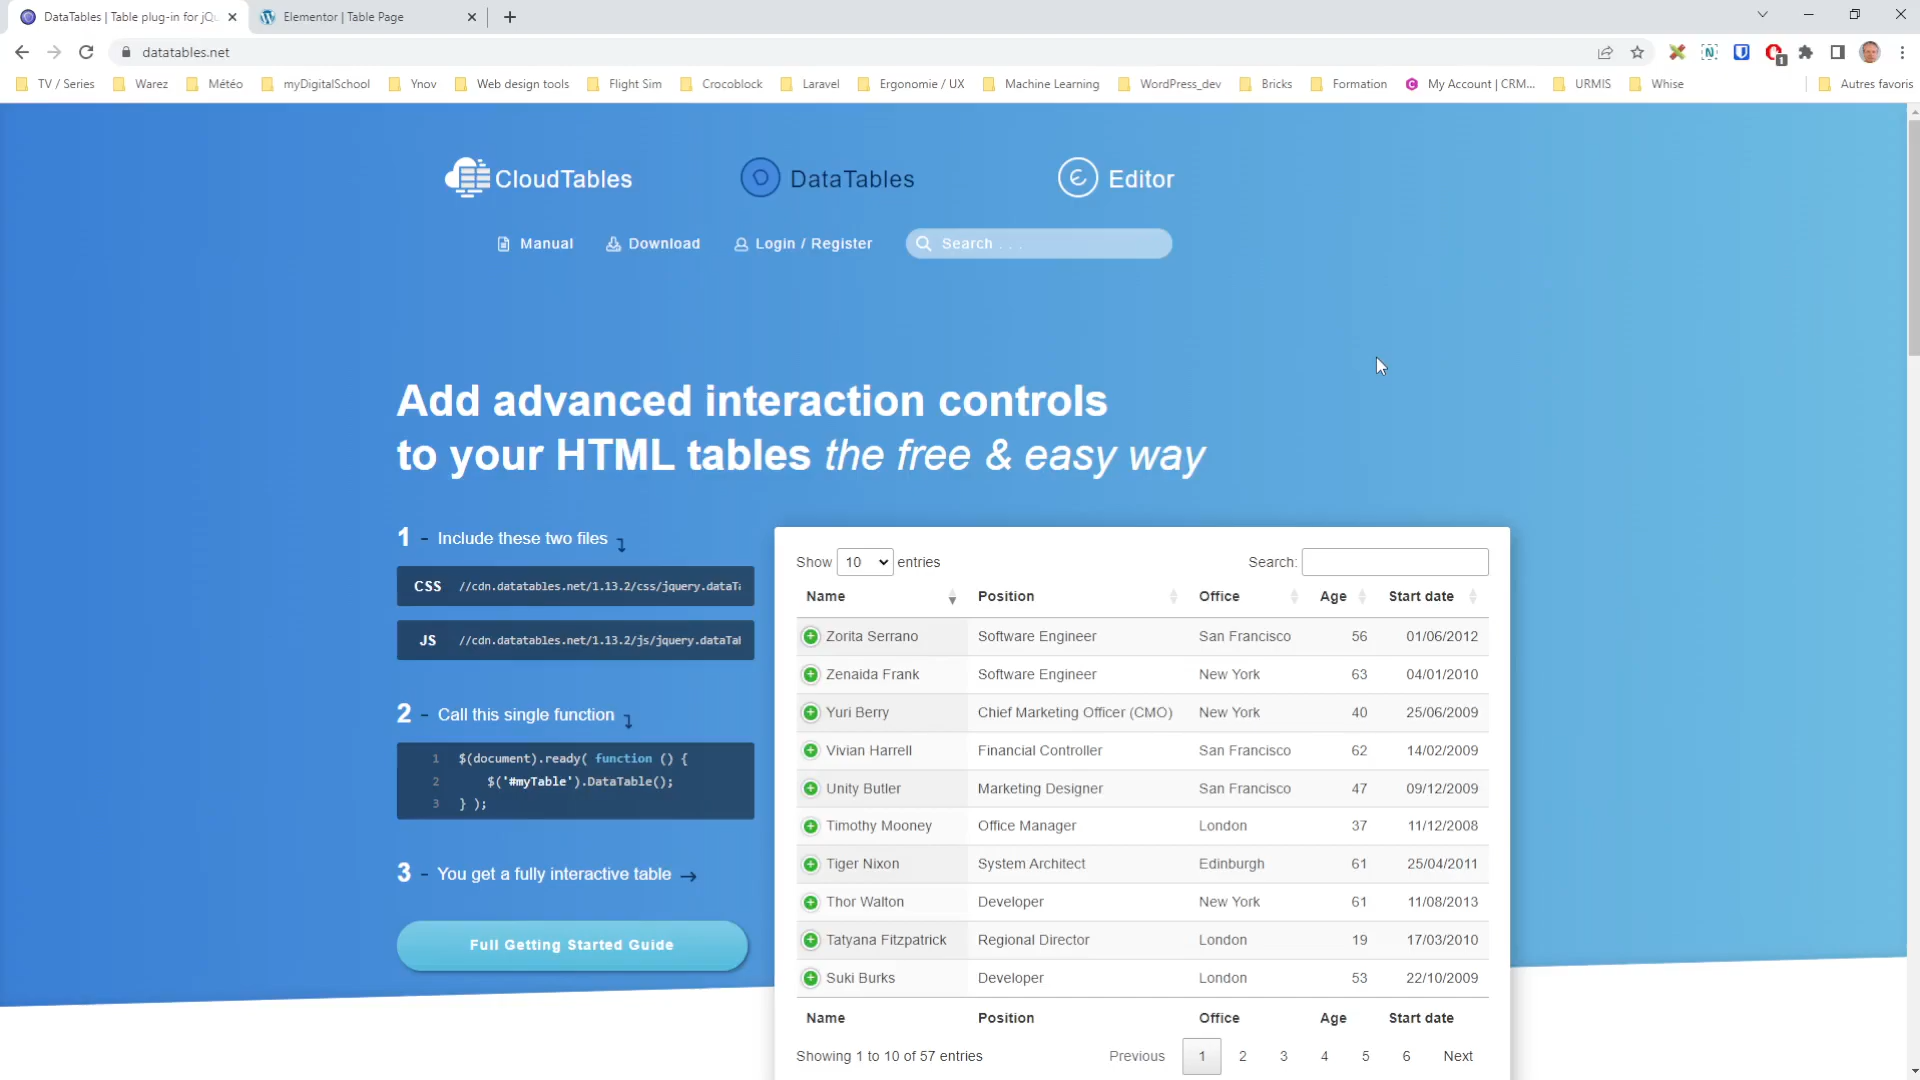 DataTables | Table plug-in for jQu
Elementor | Table Page
datatables.net
1
TV / Series
Warez
Météo
myDigitalSchool
Ynov
Web design tools
Flight Sim
Crocoblock
Laravel
Ergonomie / UX
Machine Learning
WordPress_dev
Bricks
Formation
My Account | CRM...
URMIS
Whise
Autres favoris
CloudTables
DataTables
Editor
Manual
Download
Login / Register
Search . . .
Add advanced interaction controls
to your HTML tables the free & easy way
1 - Include these two files
CSS //cdn.datatables.net/1.13.2/css/jquery.dataTa
JS //cdn.datatables.net/1.13.2/js/jquery.dataTal
2 - Call this single function
1 $(document).ready( function () {
2 $('#myTable').DataTable();
3 } );
3 - You get a fully interactive table →
Full Getting Started Guide
Show 10 entries
Search:
Name Position Office Age Start date
Zorita Serrano Software Engineer San Francisco 56 01/06/2012
Zenaida Frank Software Engineer New York 63 04/01/2010
Yuri Berry Chief Marketing Officer (CMO) New York 40 25/06/2009
Vivian Harrell Financial Controller San Francisco 62 14/02/2009
Unity Butler Marketing Designer San Francisco 47 09/12/2009
Timothy Mooney Office Manager London 37 11/12/2008
Tiger Nixon System Architect Edinburgh 61 25/04/2011
Thor Walton Developer New York 61 11/08/2013
Tatyana Fitzpatrick Regional Director London 19 17/03/2010
Suki Burks Developer London 53 22/10/2009
Name Position Office Age Start date
Showing 1 to 10 of 57 entries
Previous 1 2 3 4 5 6 Next